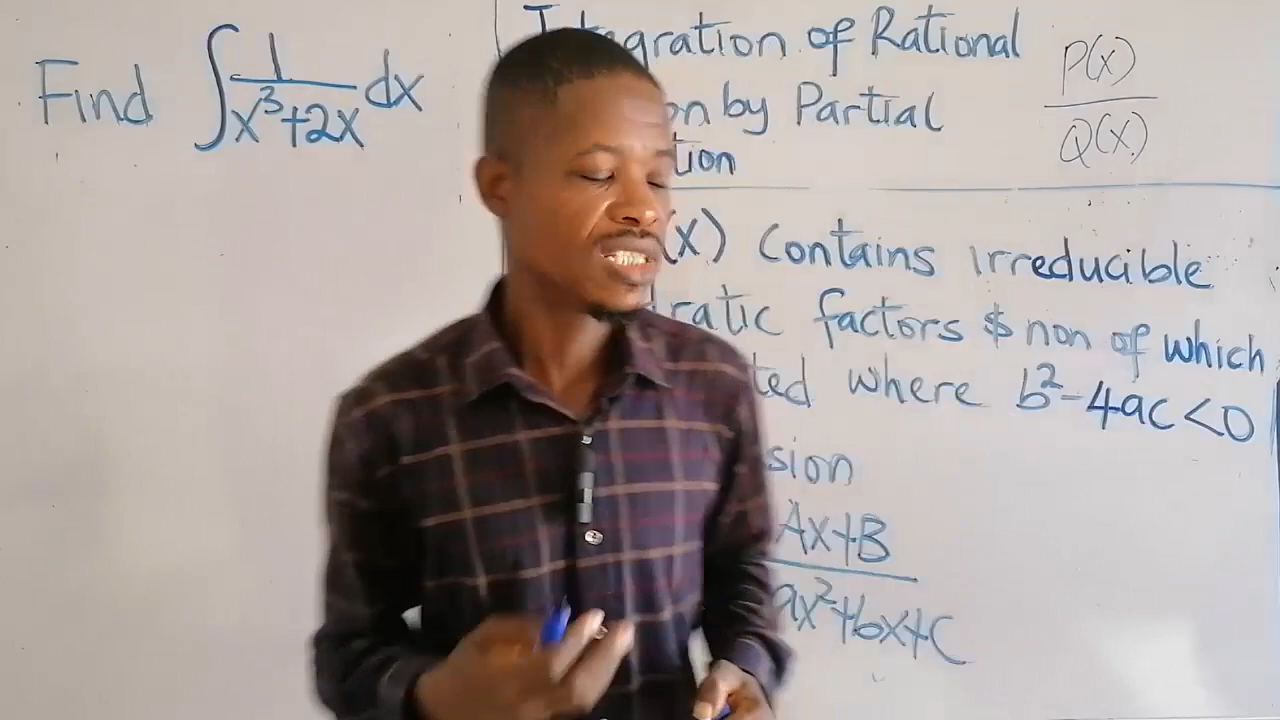 Find ∫ 1/(x³+2x) dx
Integration of Rational
on by Partial
tion
P(x)/Q(x)
(x) Contains irreducible
ratic factors $ non of which
ted where b²-4ac<0
sion
Ax+B
ax²+bx+c